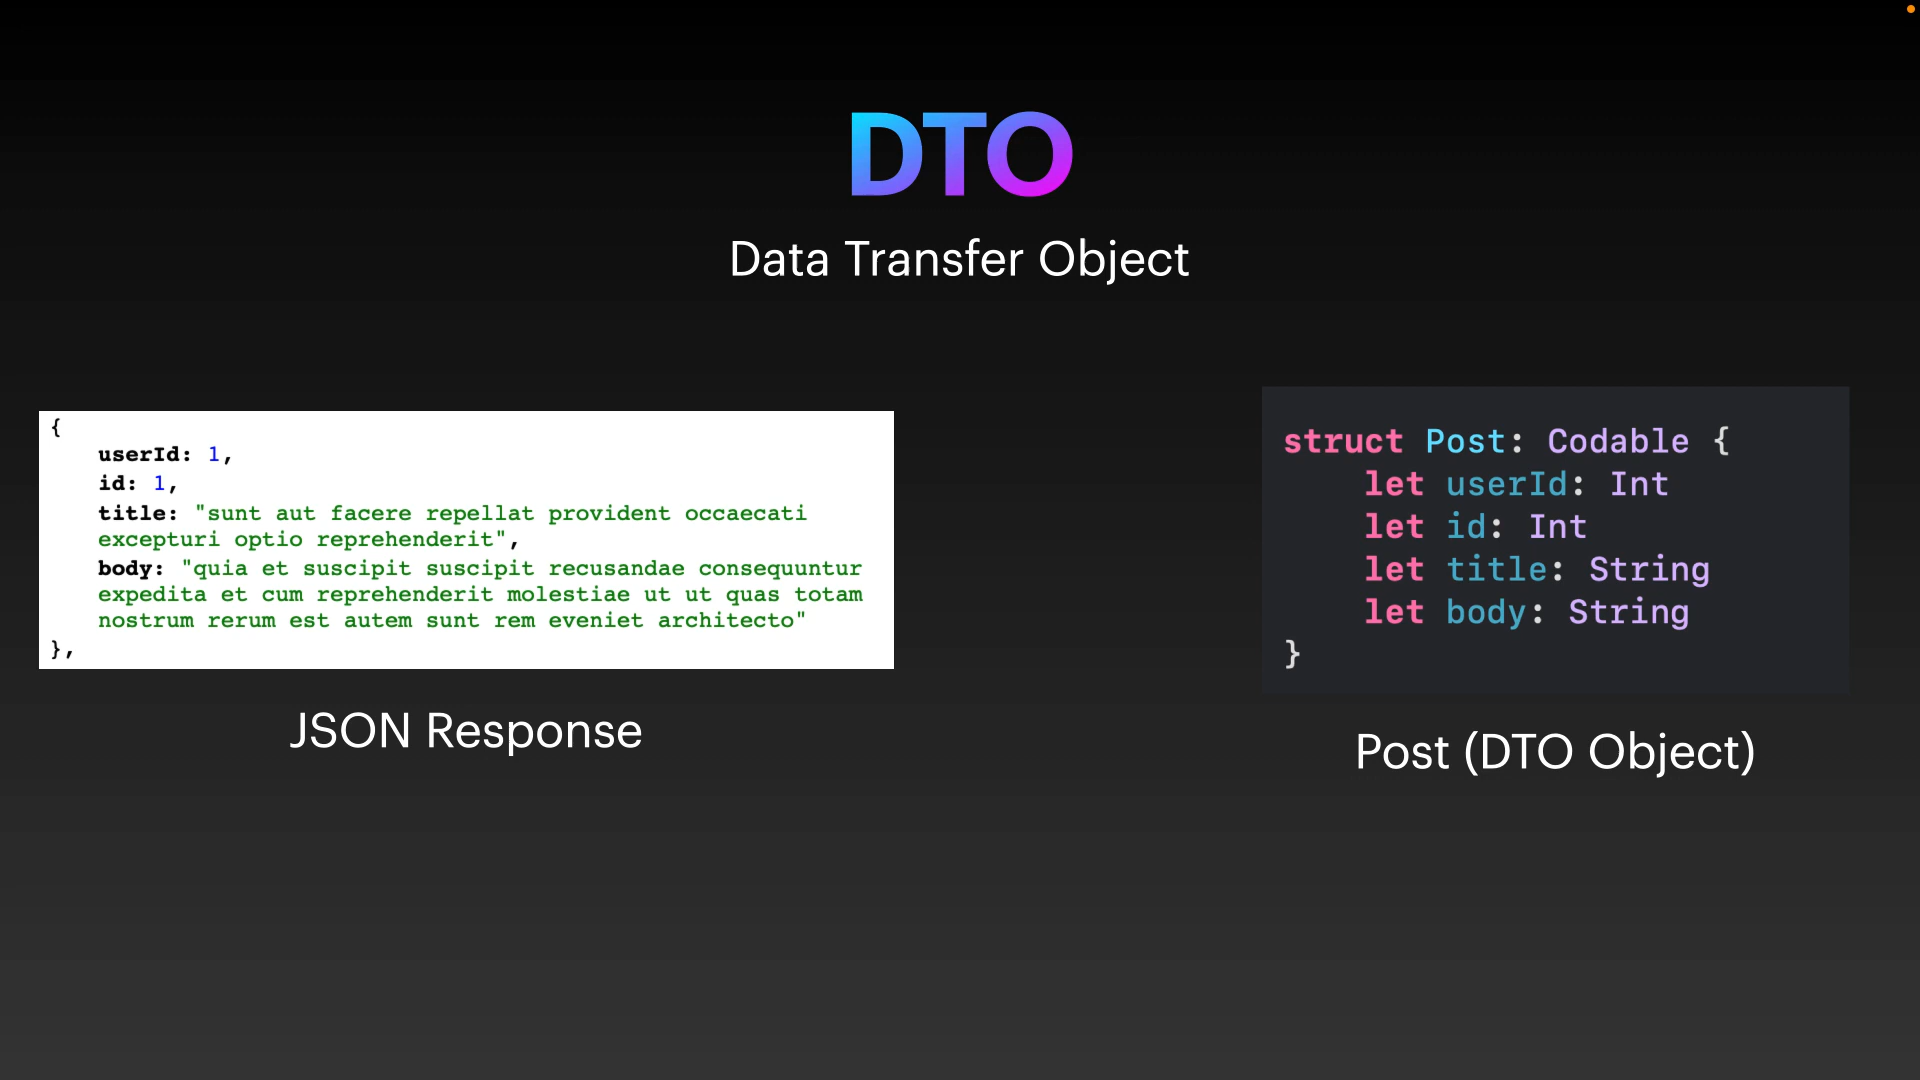 DTO
Data Transfer Object
{
    userId: 1,
    id: 1,
    title: "sunt aut facere repellat provident occaecati
    excepturi optio reprehenderit",
    body: "quia et suscipit suscipit recusandae consequuntur
    expedita et cum reprehenderit molestiae ut ut quas totam
    nostrum rerum est autem sunt rem eveniet architecto"
},
JSON Response
struct Post: Codable {
    let userId: Int
    let id: Int
    let title: String
    let body: String
}
Post (DTO Object)